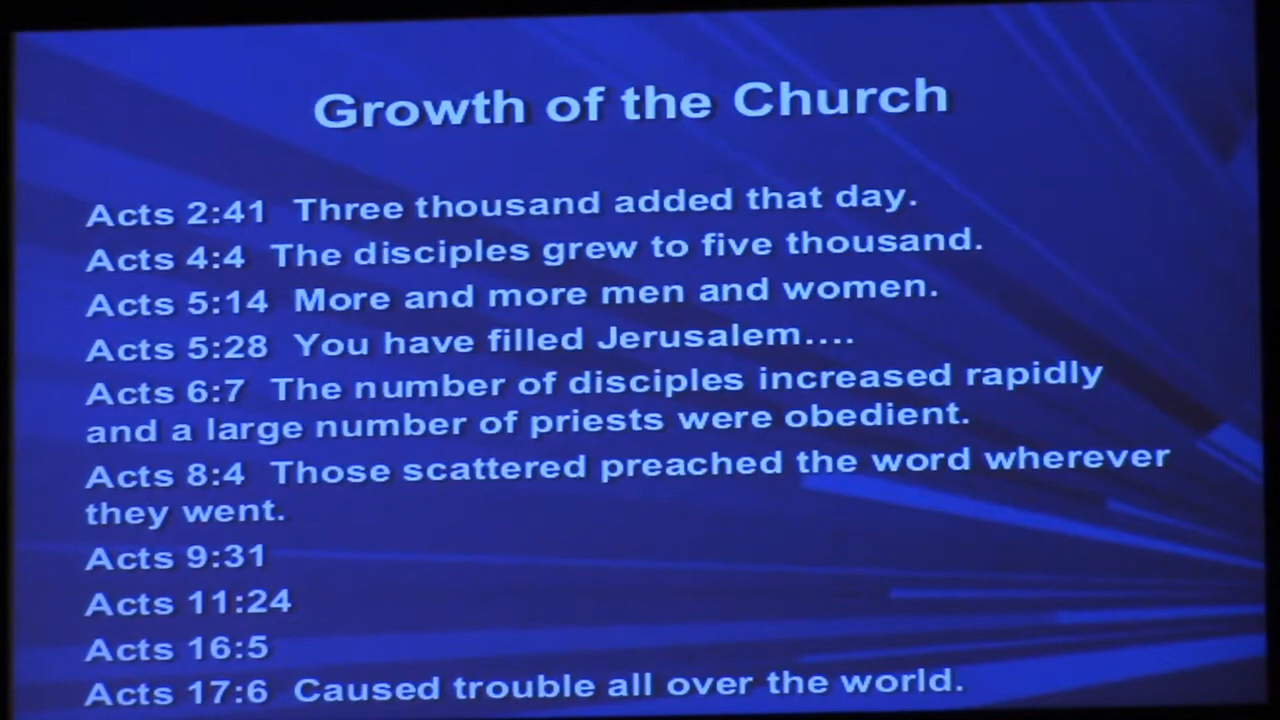 Growth of the Church
Acts 2:41 Three thousand added that day.
Acts 4:4 The disciples grew to five thousand.
Acts 5:14 More and more men and women.
Acts 5:28 You have filled Jerusalem....
Acts 6:7 The number of disciples increased rapidly
and a large number of priests were obedient.
Acts 8:4 Those scattered preached the word wherever
they went.
Acts 9:31
Acts 11:24
Acts 16:5
Acts 17:6 Caused trouble all over the world.